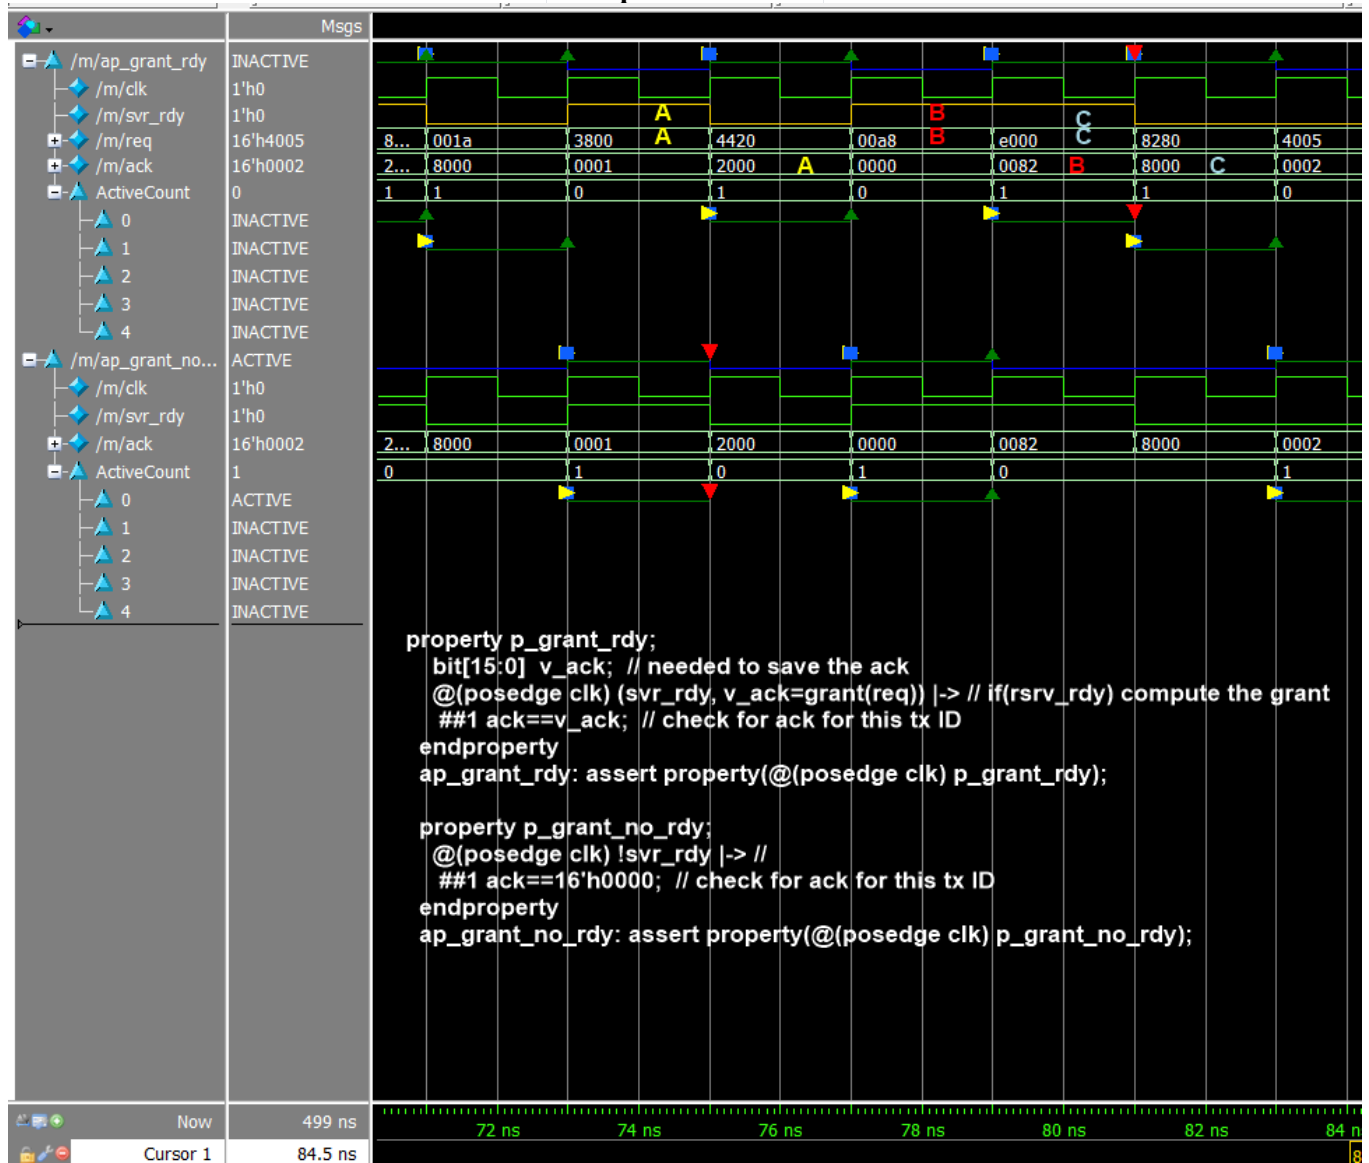 Msgs
/m/ap_grant_rdy INACTIVE
/m/clk 1'h0
/m/svr_rdy 1'h0 A B C
/m/req 16'h4005 8... 001a 3800 A 4420 00a8 B e000 C 8280 4005
/m/ack 16'h0002 2... 8000 0001 2000 A 0000 0082 B 8000 C 0002
ActiveCount 0 1 1 0 1 0 1 1 0
0 INACTIVE
1 INACTIVE
2 INACTIVE
3 INACTIVE
4 INACTIVE
/m/ap_grant_no... ACTIVE
/m/clk 1'h0
/m/svr_rdy 1'h0
/m/ack 16'h0002 2... 8000 0001 2000 0000 0082 8000 0002
ActiveCount 1 0 1 0 1 0 1
0 ACTIVE
1 INACTIVE
2 INACTIVE
3 INACTIVE
4 INACTIVE
property p_grant_rdy;
bit[15:0] v_ack; // needed to save the ack
@(posedge clk) (svr_rdy, v_ack=grant(req)) |-> // if(rsrv_rdy) compute the grant
##1 ack==v_ack; // check for ack for this tx ID
endproperty
ap_grant_rdy: assert property(@(posedge clk) p_grant_rdy);
property p_grant_no_rdy;
@(posedge clk) !svr_rdy |-> //
##1 ack==16'h0000; // check for ack for this tx ID
endproperty
ap_grant_no_rdy: assert property(@(posedge clk) p_grant_no_rdy);
Now 499 ns 72 ns 74 ns 76 ns 78 ns 80 ns 82 ns 84 n
Cursor 1 84.5 ns 8